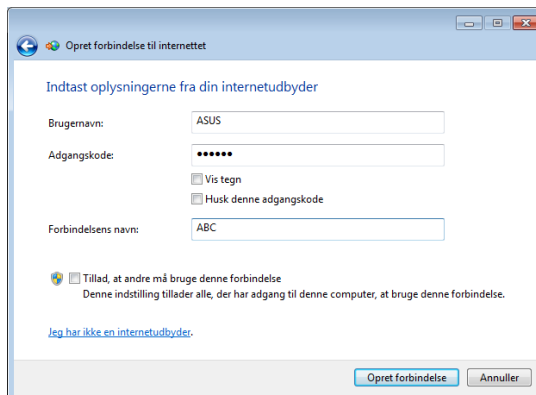 Opret forbindelse til internettet
Indtast oplysningerne fra din internetudbyder
Brugernavn: ASUS
Adgangskode: ●●●●●●
Vis tegn
Husk denne adgangskode
Forbindelsens navn: ABC
Tillad, at andre må bruge denne forbindelse
Denne indstilling tillader alle, der har adgang til denne computer, at bruge denne forbindelse.
Jeg har ikke en internetudbyder.
Opret forbindelse Annuller